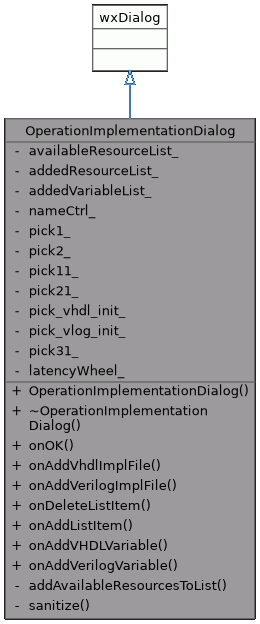 wxDialog
OperationImplementationDialog
- availableResourceList_
- addedResourceList_
- addedVariableList_
- nameCtrl_
- pick1_
- pick2_
- pick11_
- pick21_
- pick_vhdl_init_
- pick_vlog_init_
- pick31_
- latencyWheel_
+ OperationImplementationDialog()
+ ~OperationImplementation
Dialog()
+ onOK()
+ onAddVhdlImplFile()
+ onAddVerilogImplFile()
+ onDeleteListItem()
+ onAddListItem()
+ onAddVHDLVariable()
+ onAddVerilogVariable()
- addAvailableResourcesToList()
- sanitize()